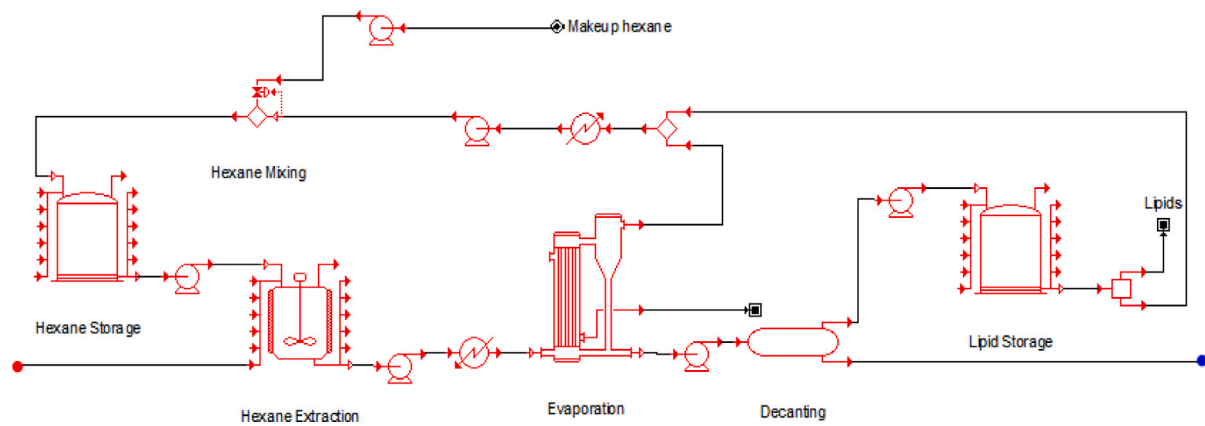 Makeup hexane
Hexane Mixing
Lipids
Hexane Storage
Lipid Storage
Hexane Extraction
Evaporation
Decanting